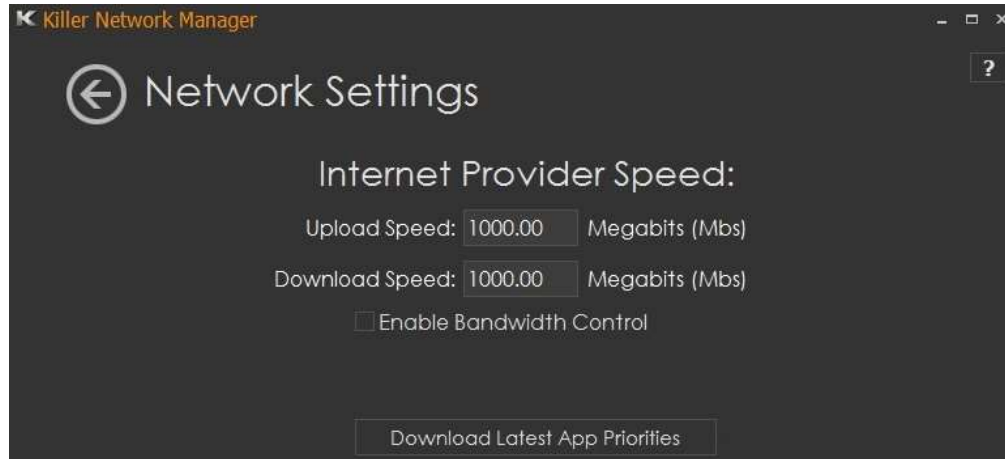 Killer Network Manager
?
Network Settings
Internet Provider Speed:
Upload Speed: 1000.00 Megabits (Mbs)
Download Speed: 1000.00 Megabits (Mbs)
Enable Bandwidth Control
Download Latest App Priorities